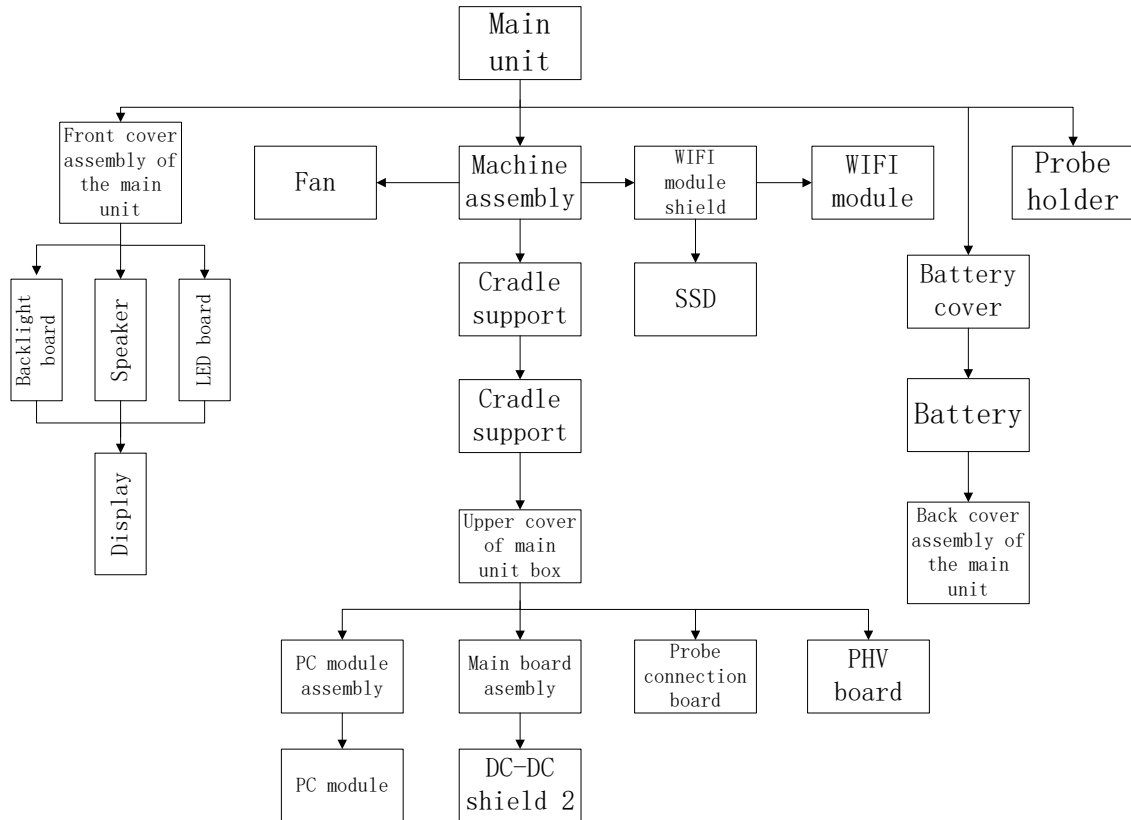 Main
unit
Front cover
assembly of
the main
unit
Fan
Machine
assembly
WIFI
module
shield
WIFI
module
Probe
holder
Backlight
board
Speaker
LED board
Cradle
support
SSD
Battery
cover
Cradle
support
Battery
Display
Upper cover
of main
unit box
Back cover
assembly of
the main
unit
PC module
assembly
Main board
asembly
Probe
connection
board
PHV
board
PC module
DC-DC
shield 2